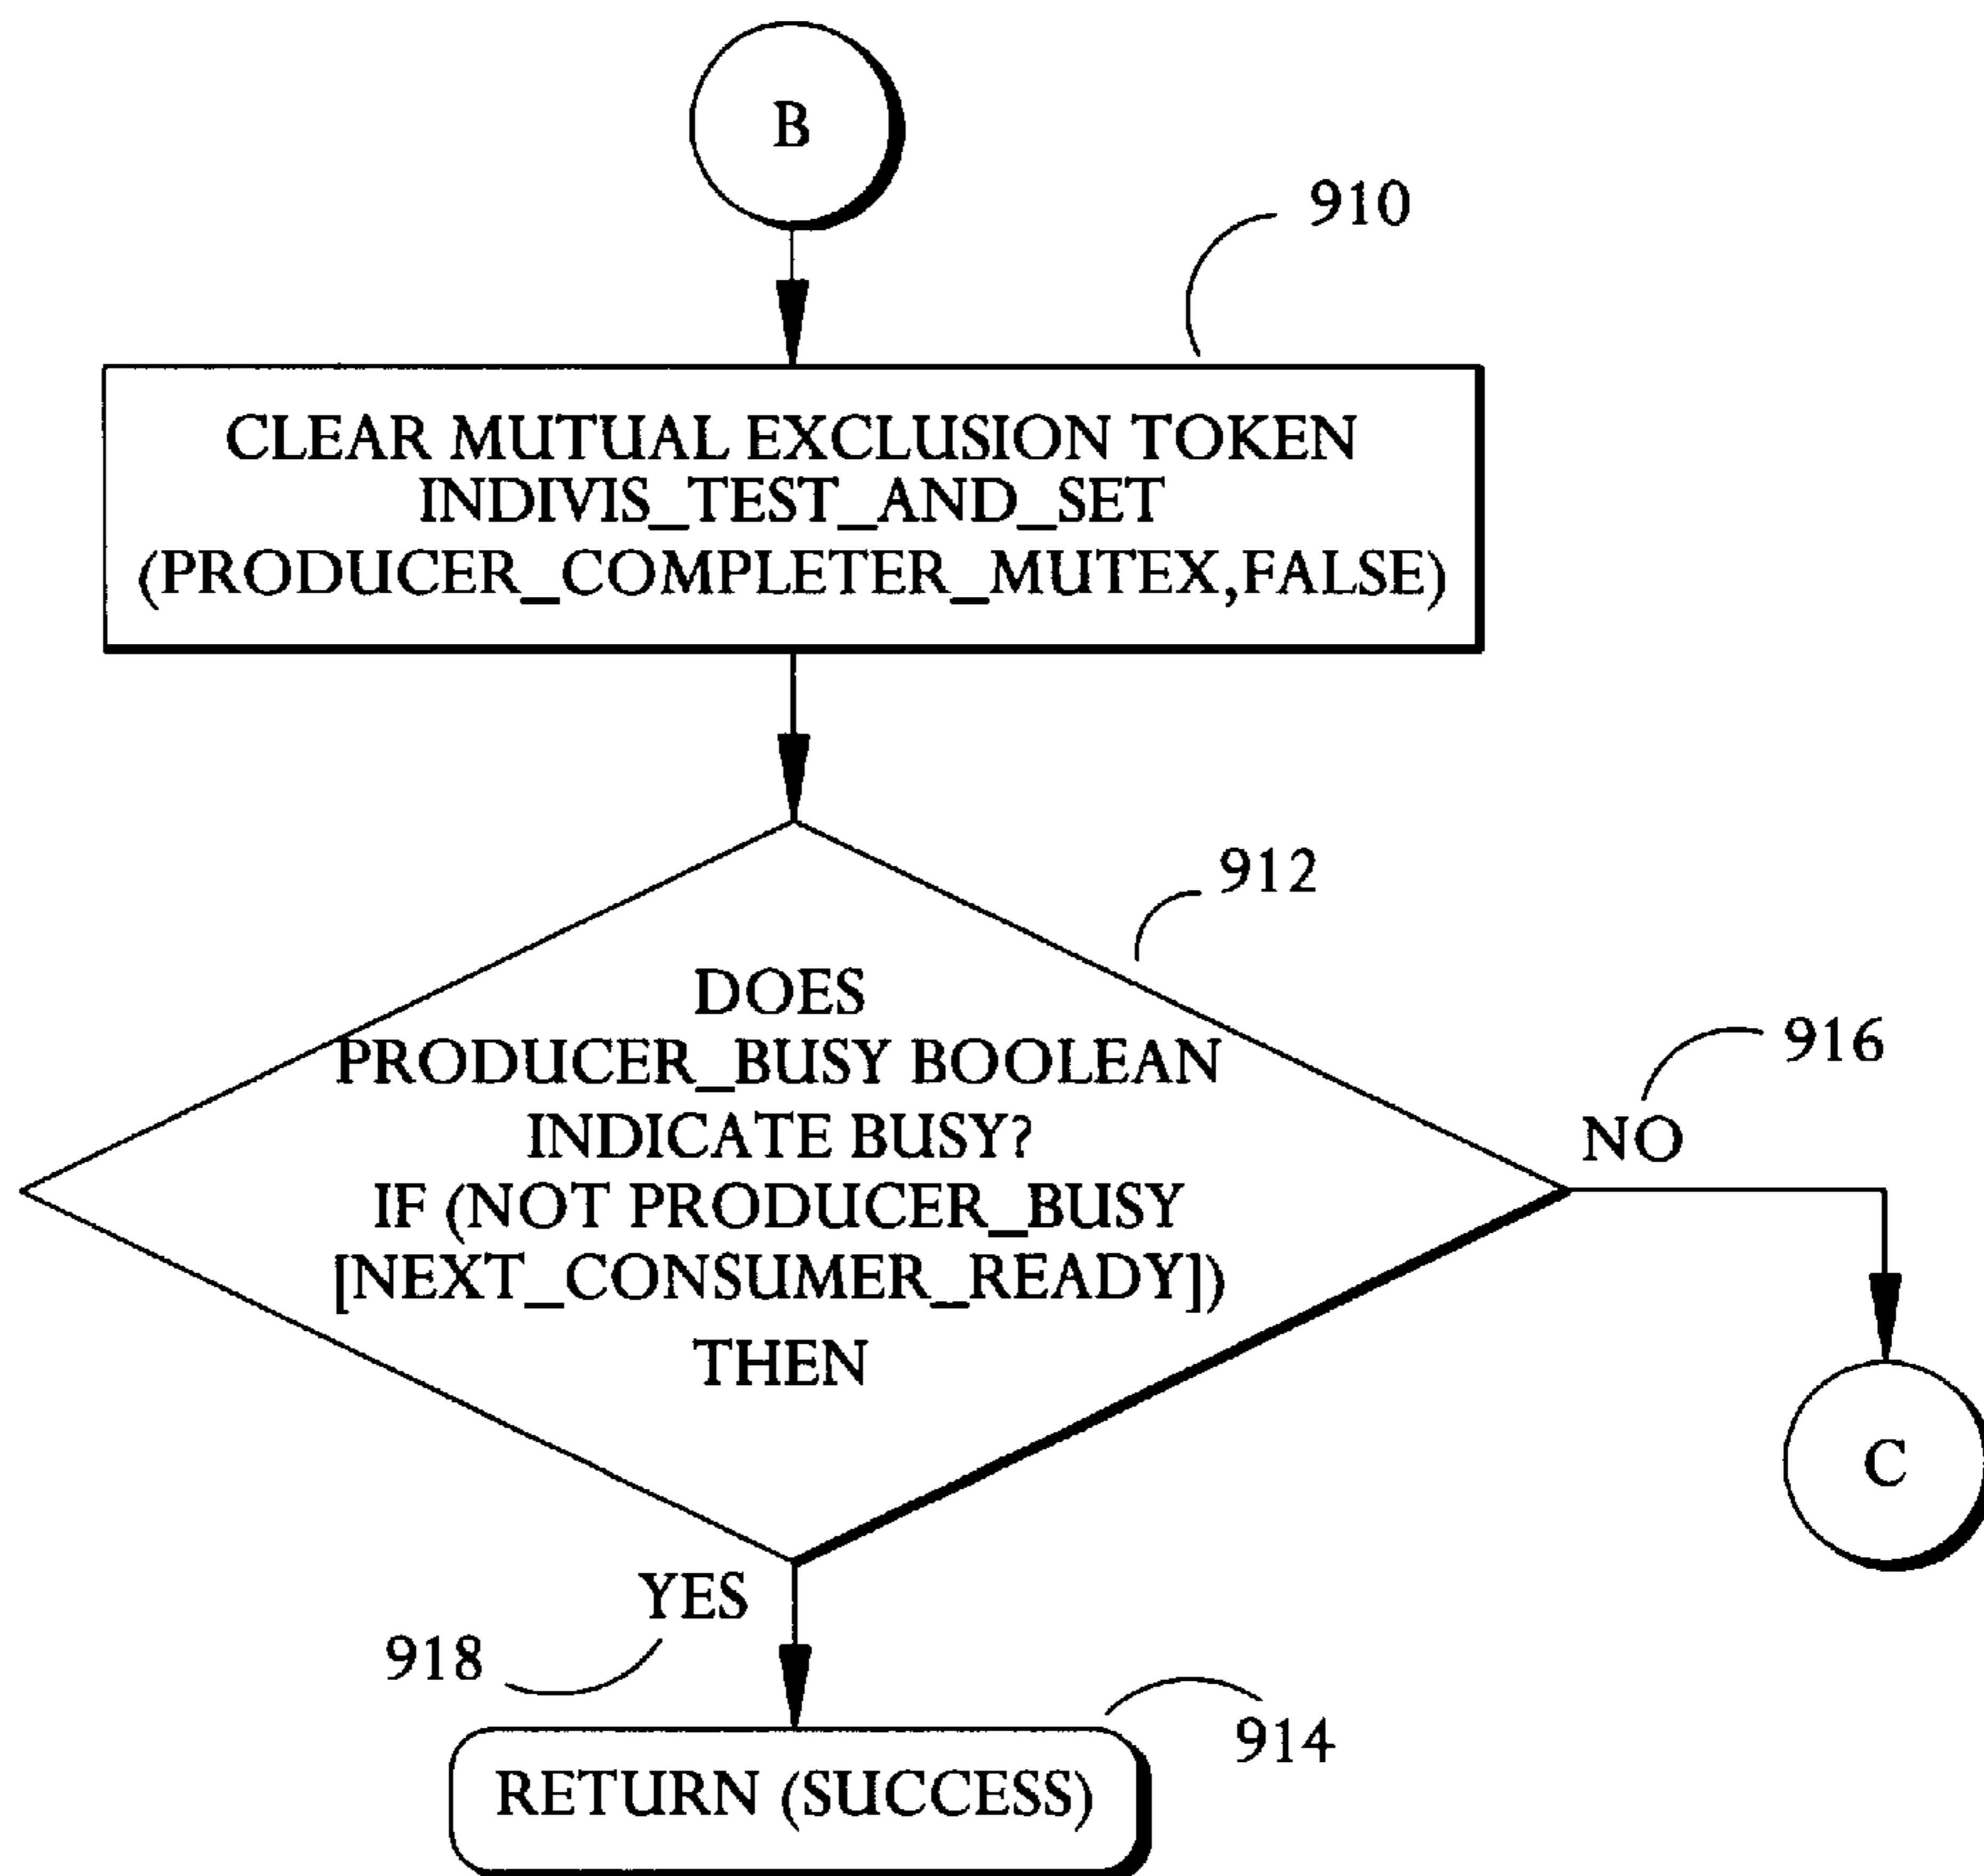 B
910
CLEAR MUTUAL EXCLUSION TOKEN
INDIVIS_TEST_AND_SET
(PRODUCER_COMPLETER_MUTEX,FALSE)
912
DOES
PRODUCER_BUSY BOOLEAN
INDICATE BUSY?
IF (NOT PRODUCER_BUSY
[NEXT_CONSUMER_READY])
THEN
916
NO
C
YES
918
914
RETURN (SUCCESS)